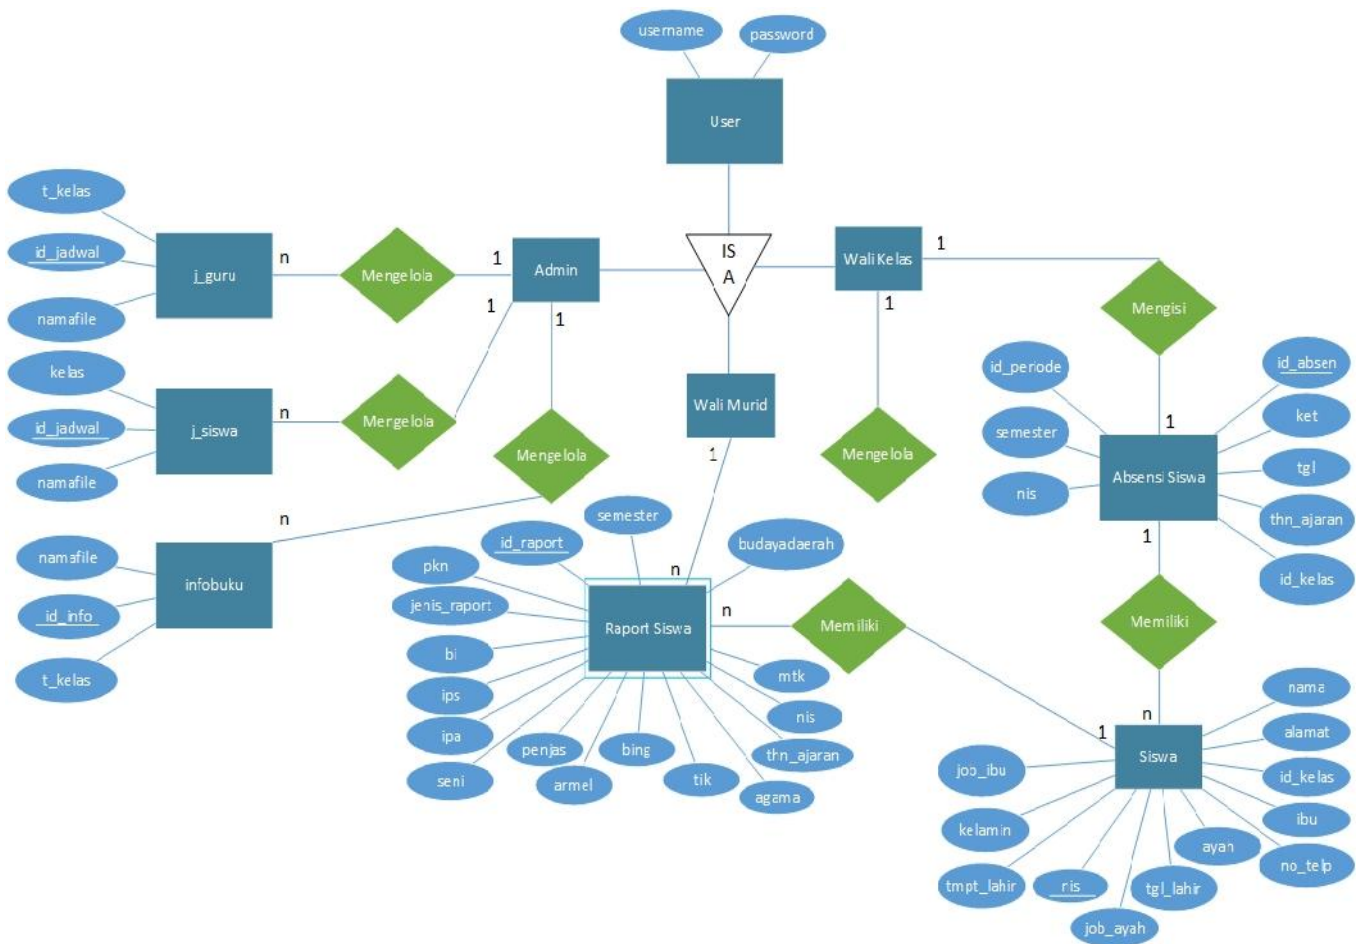 username
password
User
t_kelas
id_jadwal
namafile
j_guru
n
Mengelola
1
Admin
IS
A
Wali Kelas
1
Mengisi
1
1
1
kelas
id_jadwal
namafile
j_siswa
n
Mengelola
Mengelola
Wali Murid
1
Mengelola
id_periode
semester
nis
id_absen
ket
tgl
thn_ajaran
id_kelas
1
Absensi Siswa
1
n
namafile
id_info
t_kelas
infobuku
semester
id_raport
budayadaerah
pkn
jenis_raport
bi
ips
ipa
seni
penjas
armel
bing
tik
agama
thn_ajaran
nis
mtk
n
Raport Siswa
n
Memiliki
Memiliki
n
1
Siswa
nama
alamat
id_kelas
ibu
no_telp
ayah
tgl_lahir
job_ayah
nis
tmpt_lahir
kelamin
job_ibu